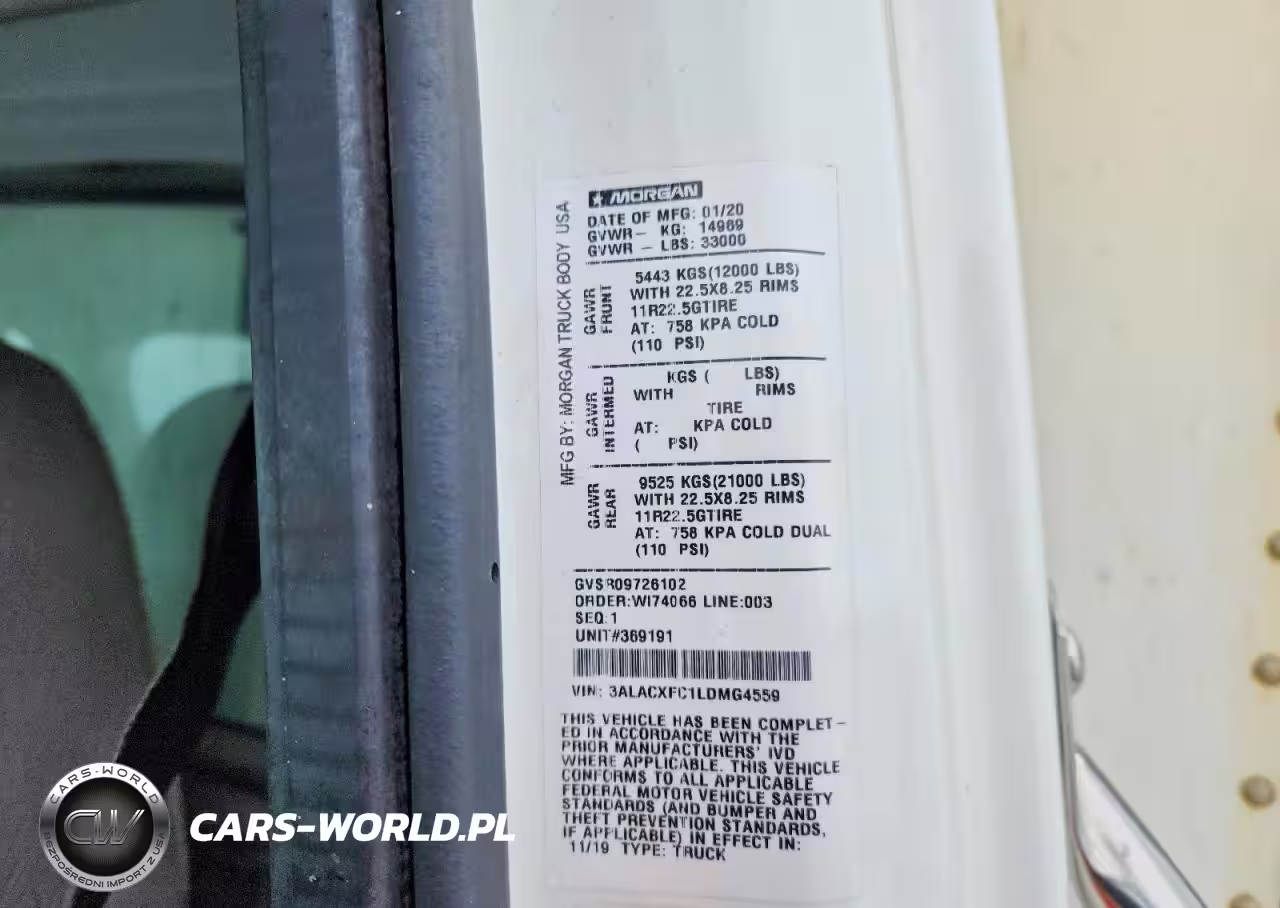 MORGAN
DATE OF MFG: 01/20
GVWR- KG: 14969
GVWR - LBS: 33000
MFG BY: MORGAN TRUCK BODY USA
GAWR
FRUNT
5443 KGS(12000 LBS)
WITH 22.5X8.25 RIMS
11R22.5GTIRE
AT: 758 KPA COLD
(110 PSI)
GAWR
INTERMED
KGS ( LBS)
WITH RIMS
TIRE
AT: KPA COLD
( PSI)
GAWR
REAR
9525 KGS(21000 LBS)
WITH 22.5X8.25 RIMS
11R22.5GTIRE
AT: 758 KPA COLD DUAL
(110 PSI)
GVSR09726102
ORDER:WI74066 LINE:003
SEQ:1
UNIT#369191
VIN: 3ALACXFC1LDMG4559
THIS VEHICLE HAS BEEN COMPLET-
ED IN ACCORDANCE WITH THE
PRIOR MANUFACTURERS' IVD
WHERE APPLICABLE. THIS VEHICLE
CONFORMS TO ALL APPLICABLE
FEDERAL MOTOR VEHICLE SAFETY
STANDARDS (AND BUMPER AND
THEFT PREVENTION STANDARDS,
IF APPLICABLE) IN EFFECT IN:
11/19 TYPE: TRUCK
CARS-WORLD
CW
BEZPOŚREDNI IMPORT Z USA
CARS-WORLD.PL